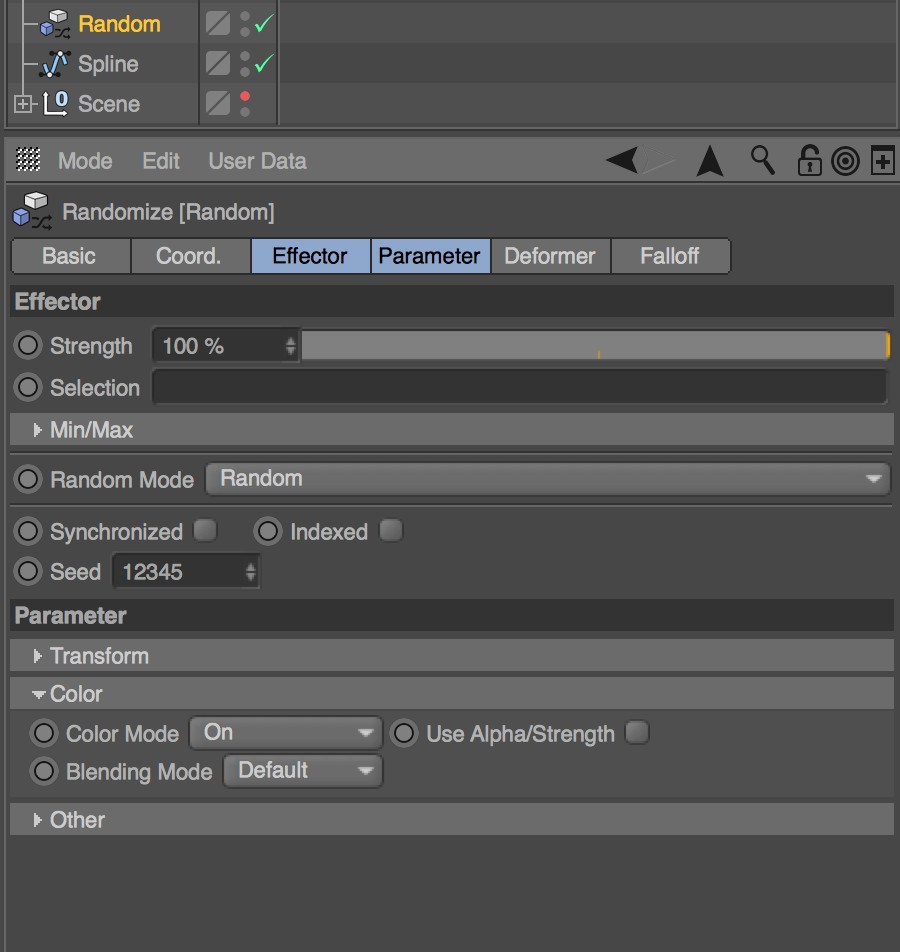 Random
Spline
0 Scene
Mode Edit User Data
Randomize [Random]
Basic Coord. Effector Parameter Deformer Falloff
Effector
Strength 100 %
Selection
Min/Max
Random Mode Random
Synchronized Indexed
Seed 12345
Parameter
Transform
Color
Color Mode On Use Alpha/Strength
Blending Mode Default
Other